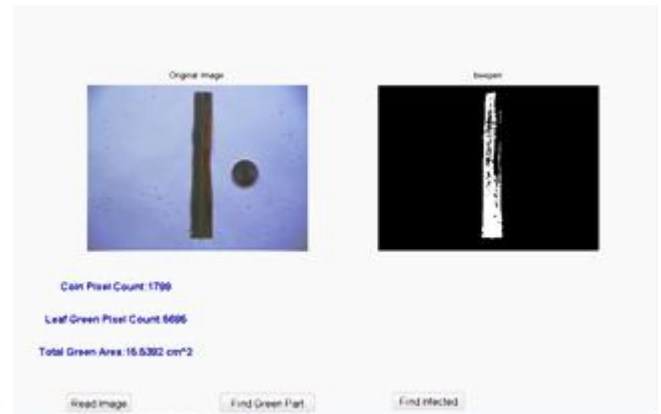 Original Image
bwopen
Coin Pixel Count:1799
Leaf Green Pixel Count:6695
Total Green Area:15.5392 cm^2
Read Image
Find Green Part
Find Infected